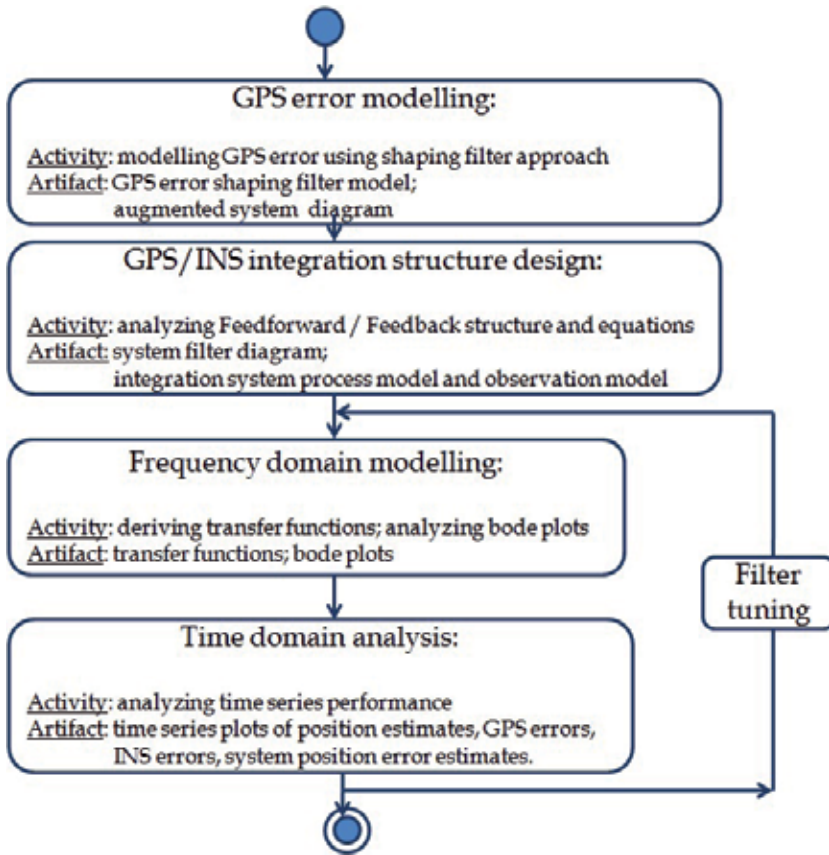 GPS error modelling:
Activity: modelling GPS error using shaping filter approach
Artifact: GPS error shaping filter model;
augmented system diagram
GPS/INS integration structure design:
Activity: analyzing Feedforward / Feedback structure and equations
Artifact: system filter diagram;
integration system process model and observation model
Frequency domain modelling:
Activity: deriving transfer functions; analyzing bode plots
Artifact: transfer functions; bode plots
Filter
tuning
Time domain analysis:
Activity: analyzing time series performance
Artifact: time series plots of position estimates, GPS errors,
INS errors, system position error estimates.